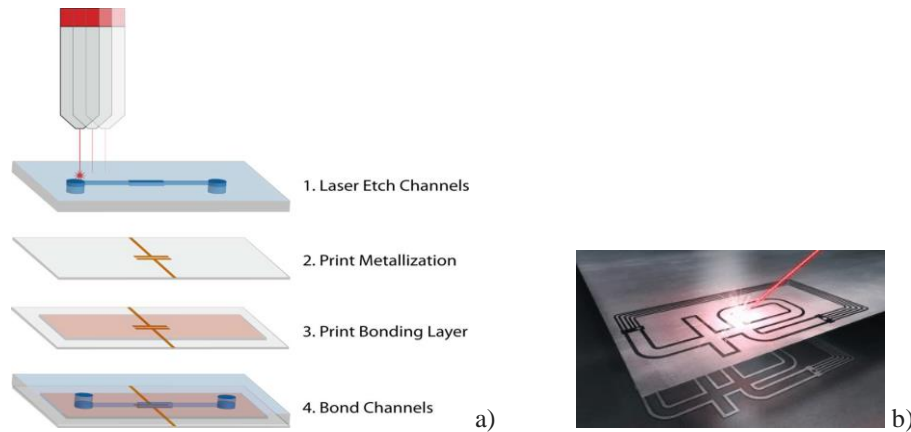 1. Laser Etch Channels
2. Print Metallization
3. Print Bonding Layer
4. Bond Channels
a)
b)